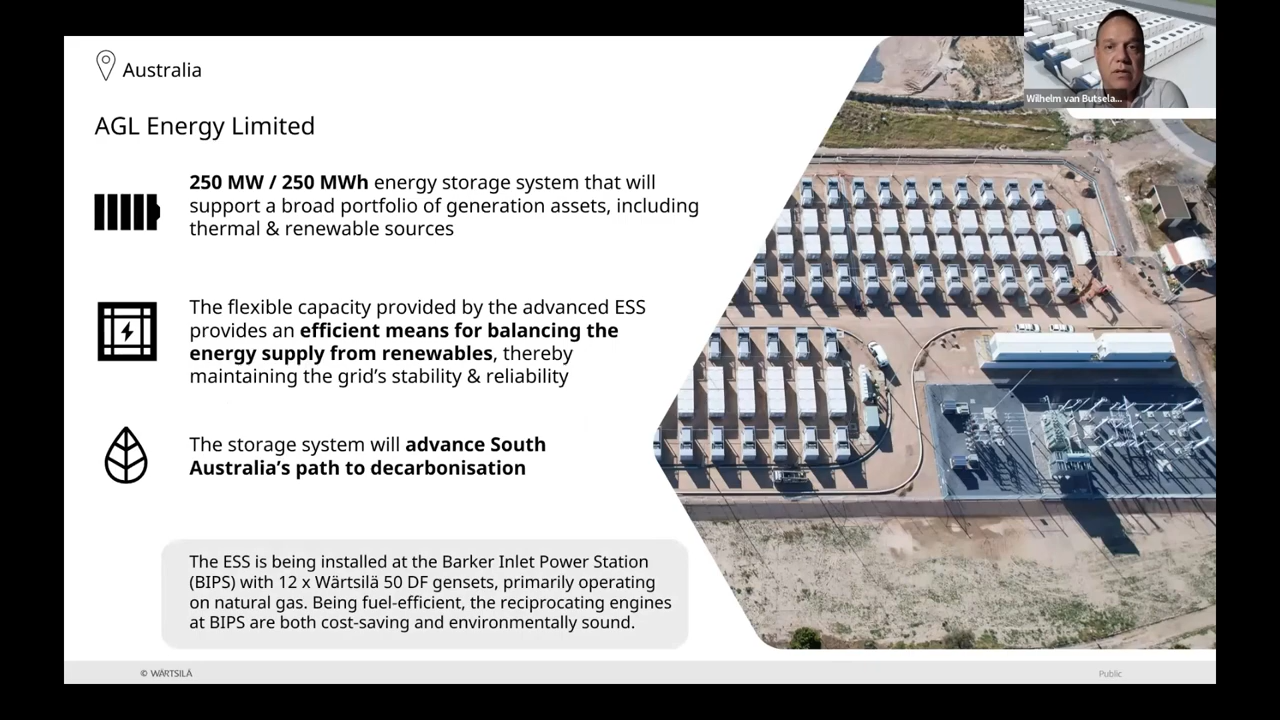 Australia
AGL Energy Limited
250 MW / 250 MWh energy storage system that will
support a broad portfolio of generation assets, including
thermal & renewable sources
The flexible capacity provided by the advanced ESS
provides an efficient means for balancing the
energy supply from renewables, thereby
maintaining the grid’s stability & reliability
The storage system will advance South
Australia’s path to decarbonisation
The ESS is being installed at the Barker Inlet Power Station
(BIPS) with 12 x Wärtsilä 50 DF gensets, primarily operating
on natural gas. Being fuel-efficient, the reciprocating engines
at BIPS are both cost-saving and environmentally sound.
Wilhelm van Butsela...
© WÄRTSILÄ
Public